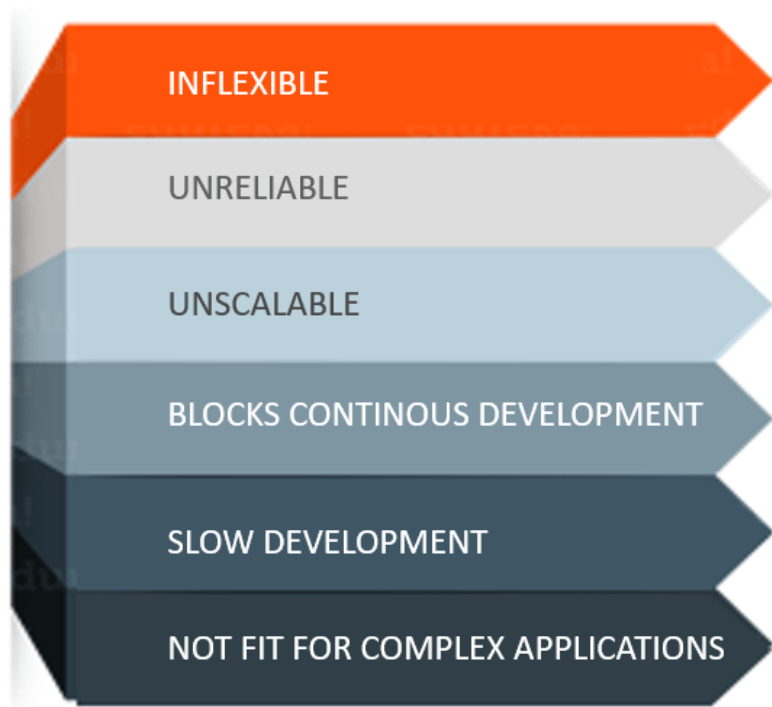 INFLEXIBLE
UNRELIABLE
UNSCALABLE
BLOCKS CONTINOUS DEVELOPMENT
SLOW DEVELOPMENT
NOT FIT FOR COMPLEX APPLICATIONS